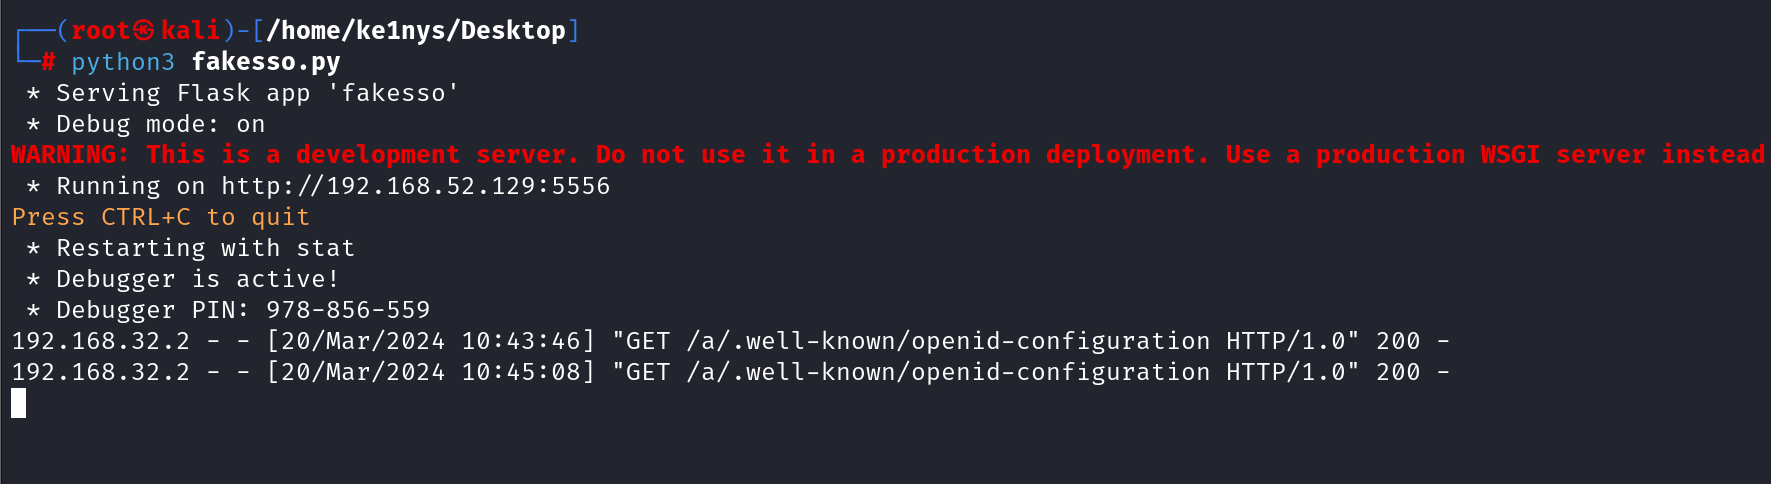 ┌──(root㉿kali)-[/home/ke1nys/Desktop]
└─# python3 fakesso.py
 * Serving Flask app 'fakesso'
 * Debug mode: on
WARNING: This is a development server. Do not use it in a production deployment. Use a production WSGI server instead
 * Running on http://192.168.52.129:5556
Press CTRL+C to quit
 * Restarting with stat
 * Debugger is active!
 * Debugger PIN: 978-856-559
192.168.32.2 - - [20/Mar/2024 10:43:46] "GET /a/.well-known/openid-configuration HTTP/1.0" 200 -
192.168.32.2 - - [20/Mar/2024 10:45:08] "GET /a/.well-known/openid-configuration HTTP/1.0" 200 -